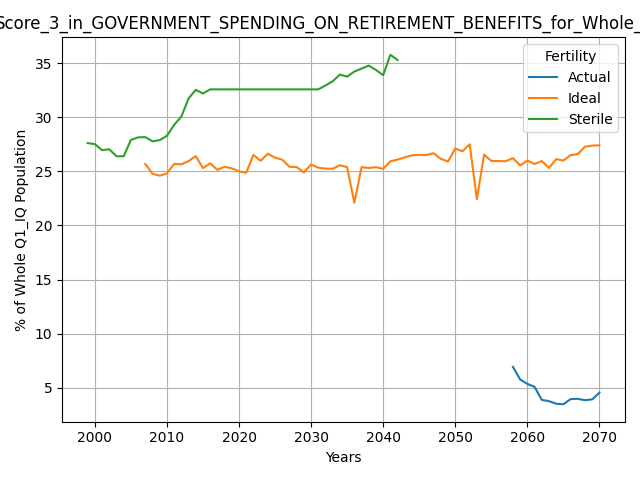 Score_3_in_GOVERNMENT_SPENDING_ON_RETIREMENT_BENEFITS_for_Whole_
Fertility
Actual
Ideal
Sterile
% of Whole Q1_IQ Population
35
30
25
20
15
10
5
2000 2010 2020 2030 2040 2050 2060 2070
Years